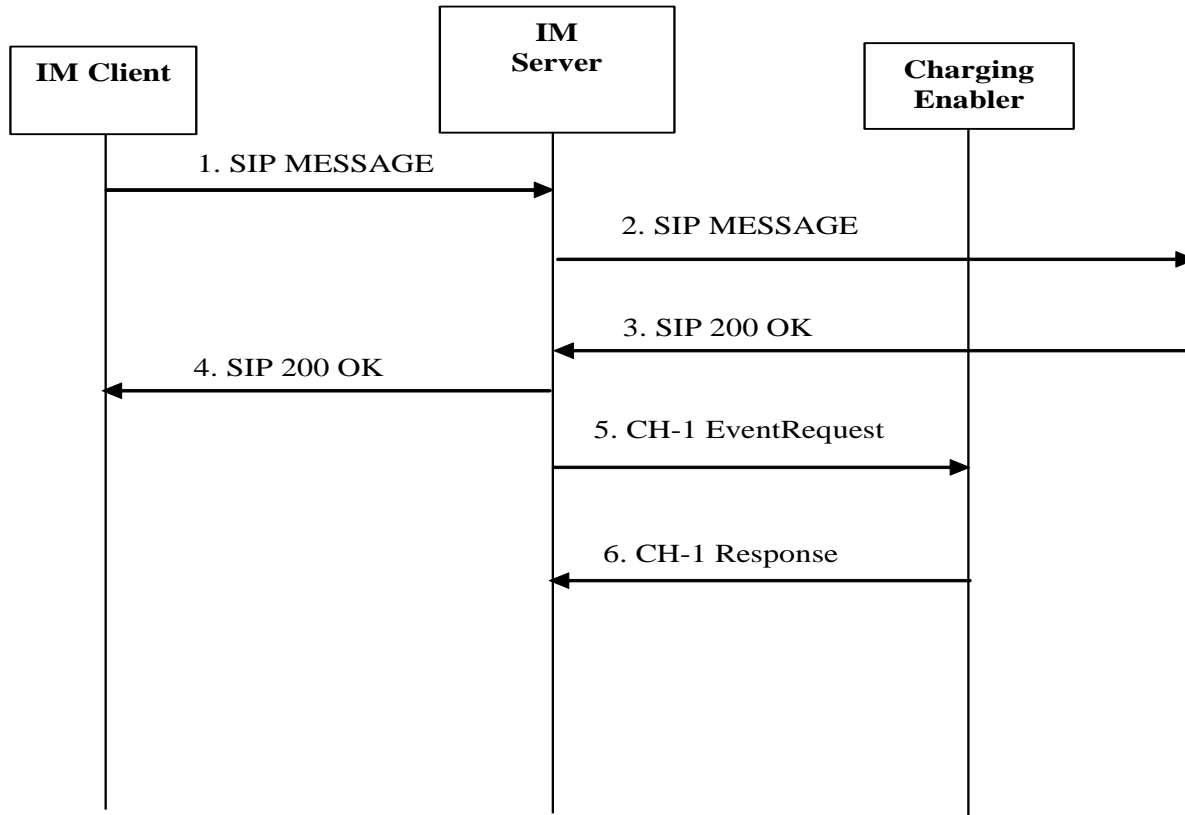 IM Client
IM
Server
Charging
Enabler
1. SIP MESSAGE
2. SIP MESSAGE
3. SIP 200 OK
4. SIP 200 OK
5. CH-1 EventRequest
6. CH-1 Response